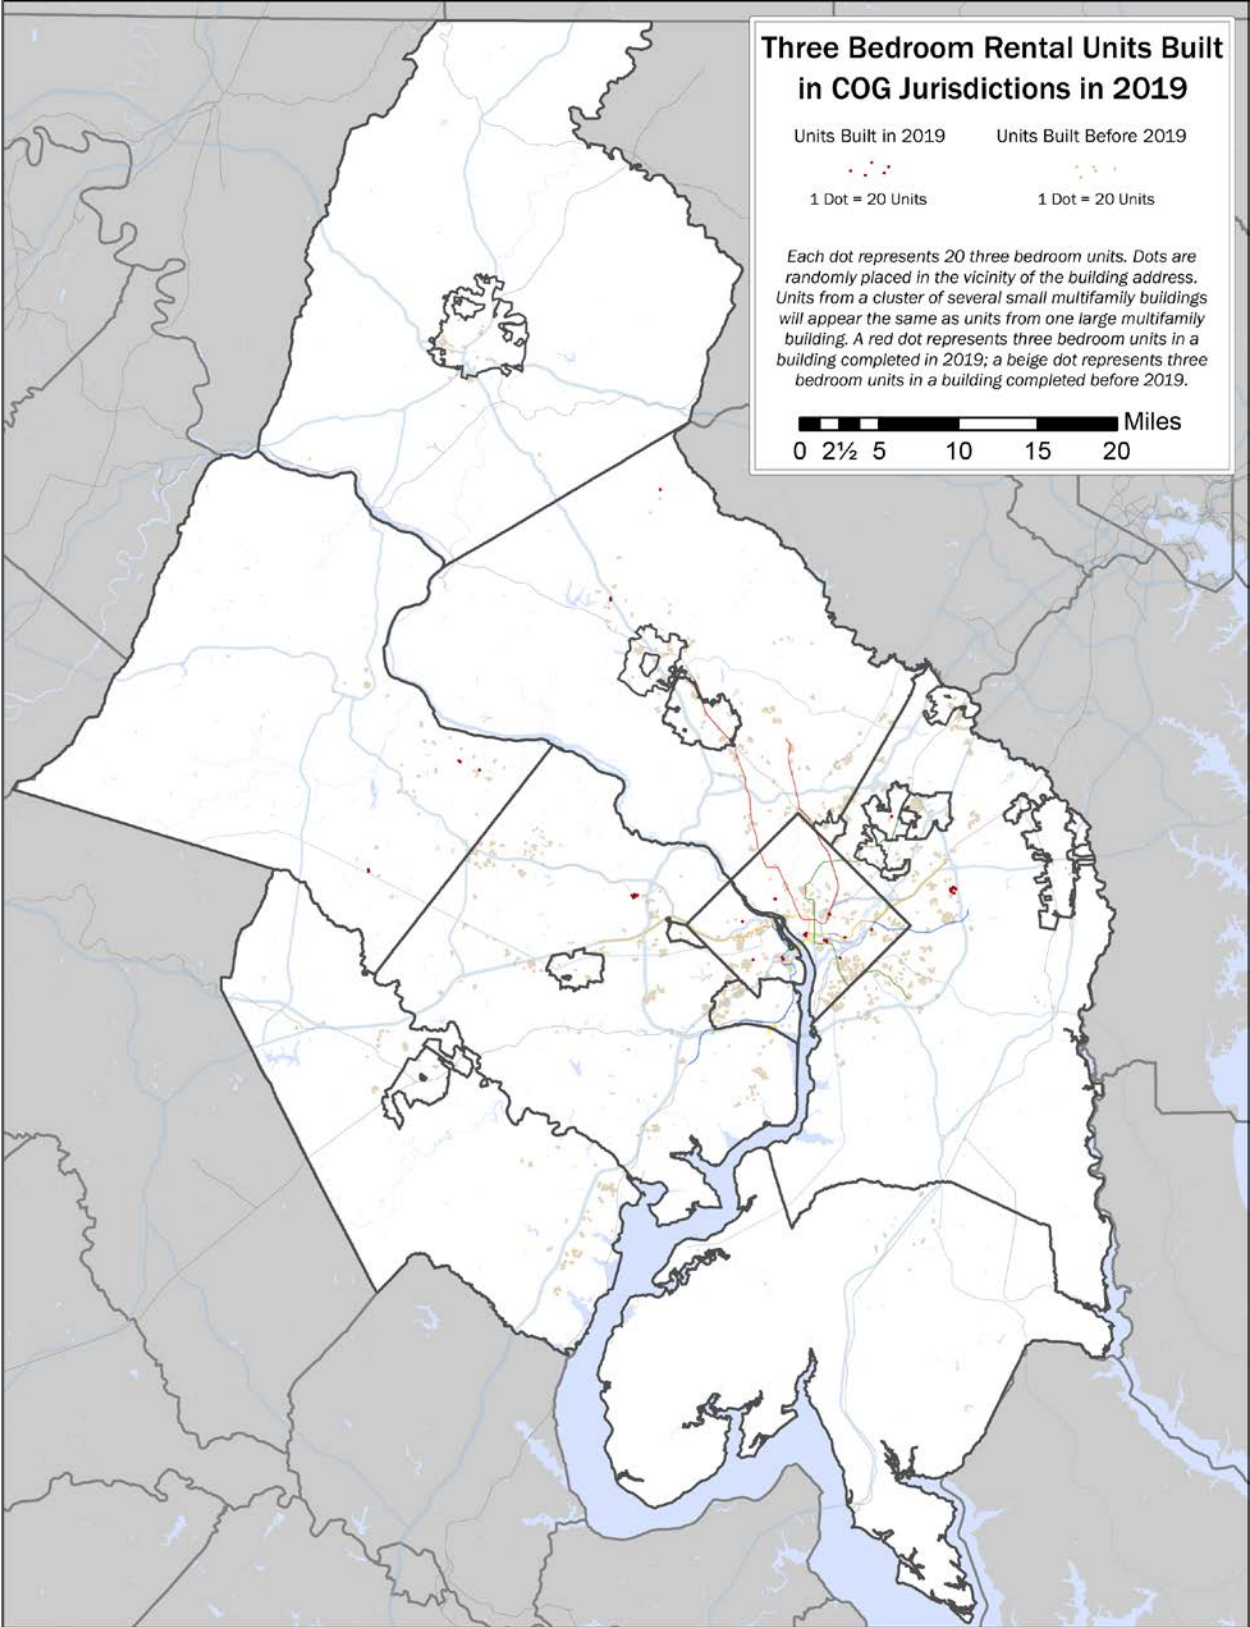 Three Bedroom Rental Units Built
in COG Jurisdictions in 2019
Units Built in 2019
Units Built Before 2019
1 Dot = 20 Units
1 Dot = 20 Units
Each dot represents 20 three bedroom units. Dots are
randomly placed in the vicinity of the building address.
Units from a cluster of several small multifamily buildings
will appear the same as units from one large multifamily
building. A red dot represents three bedroom units in a
building completed in 2019; a beige dot represents three
bedroom units in a building completed before 2019.
Miles
0 2½ 5 10 15 20